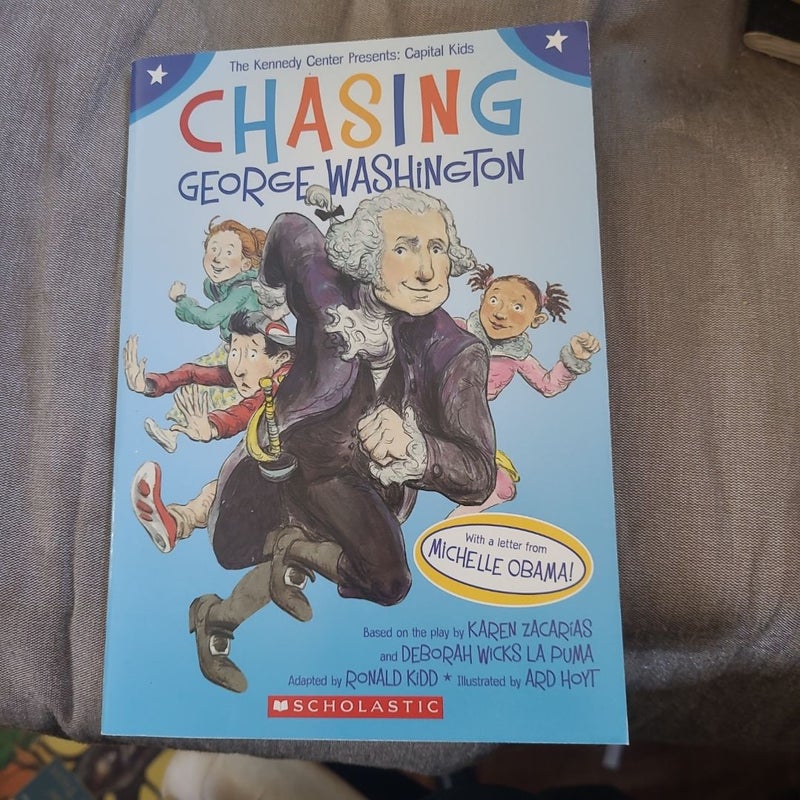 The Kennedy Center Presents: Capital Kids
CHASING
GEORGE WASHINGTON
With a letter from
MICHELLE OBAMA!
Based on the play by KAREN ZACARÍAS
and DEBORAH WICKS LA PUMA
Adapted by RONALD KIDD * Illustrated by ARD HOYT
SCHOLASTIC